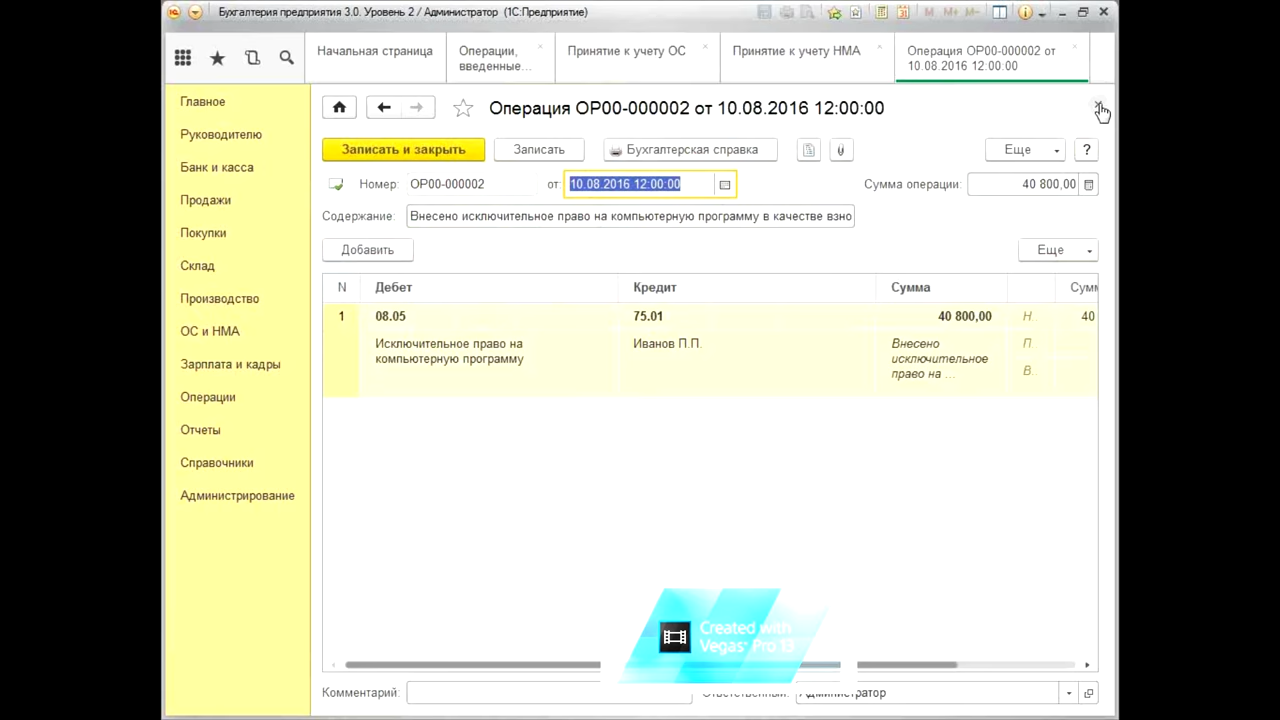 Бухгалтерия предприятия 3.0. Уровень 2 / Администратор (1С:Предприятие)
M M+ M-
Начальная страница
Операции, введенные...
Принятие к учету ОС
Принятие к учету НМА
Операция ОР00-000002 от 10.08.2016 12:00:00
Главное
Руководителю
Банк и касса
Продажи
Покупки
Склад
Производство
ОС и НМА
Зарплата и кадры
Операции
Отчеты
Справочники
Администрирование
Операция ОР00-000002 от 10.08.2016 12:00:00
Записать и закрыть
Записать
Бухгалтерская справка
Еще
?
Номер: ОР00-000002 от: 10.08.2016 12:00:00 Сумма операции: 40 800,00
Содержание: Внесено исключительное право на компьютерную программу в качестве взно
Добавить
Еще
N Дебет Кредит Сумма Сумм
1 08.05 75.01 40 800,00 Н.. 40
Исключительное право на компьютерную программу
Иванов П.П.
Внесено исключительное право на ...
П..
В..
Created with
Vegas Pro 13
Комментарий:
Ответственный: Администратор